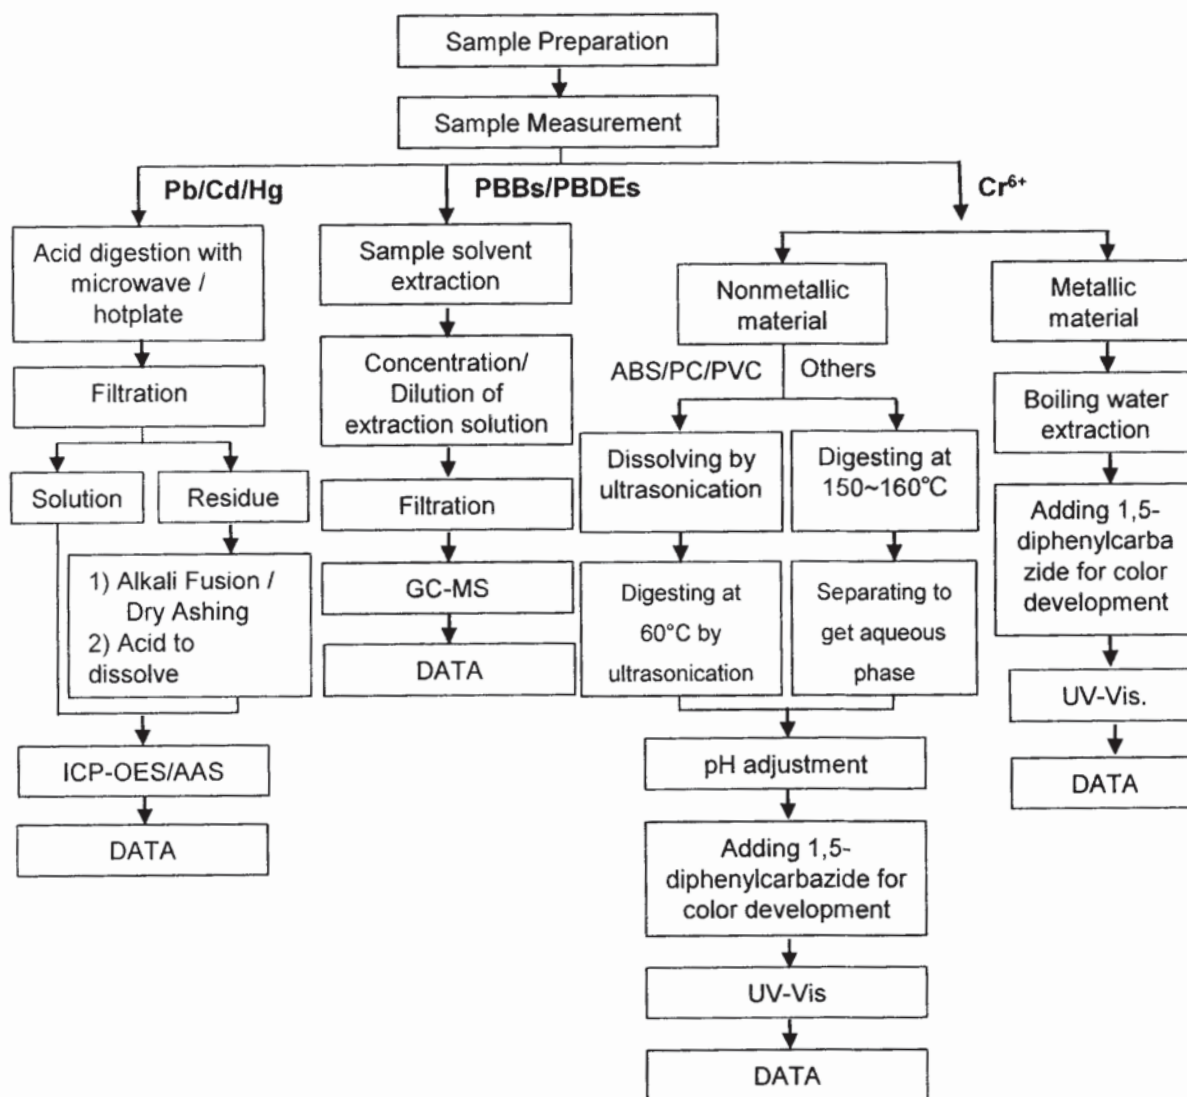 Sample Preparation
Sample Measurement
Pb/Cd/Hg
PBBs/PBDEs
Cr⁶⁺
Acid digestion with
microwave /
hotplate
Filtration
Solution
Residue
1) Alkali Fusion /
Dry Ashing
2) Acid to
dissolve
ICP-OES/AAS
DATA
Sample solvent
extraction
Concentration/
Dilution of
extraction solution
Filtration
GC-MS
DATA
Nonmetallic
material
ABS/PC/PVC
Others
Dissolving by
ultrasonication
Digesting at
60°C by
ultrasonication
Digesting at
150~160°C
Separating to
get aqueous
phase
pH adjustment
Adding 1,5-
diphenylcarbazide for
color development
UV-Vis
DATA
Metallic
material
Boiling water
extraction
Adding 1,5-
diphenylcarba
zide for color
development
UV-Vis.
DATA